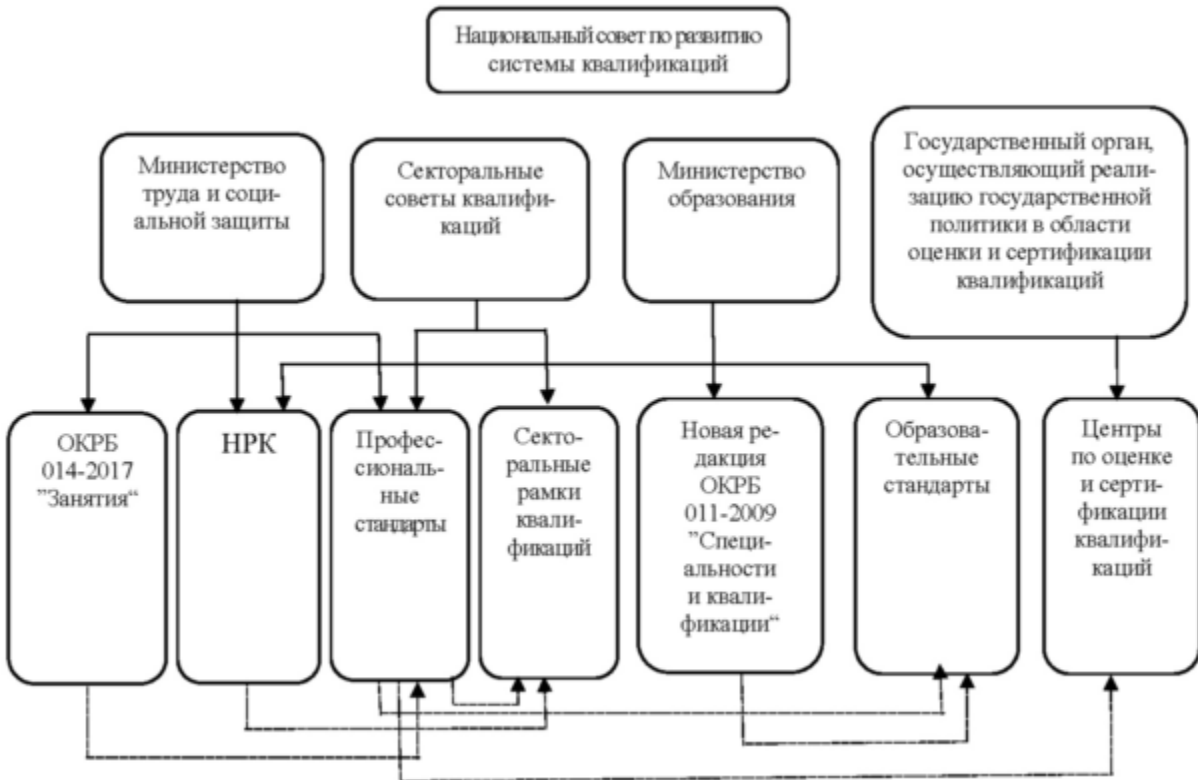 Национальный совет по развитию
системы квалификаций
Министерство
труда и соци-
альной защиты
Секторальные
советы квалифи-
каций
Министерство
образования
Государственный орган,
осуществляющий реали-
зацию государственной
политики в области
оценки и сертификации
квалификаций
ОКРБ
014-2017
”Занятия“
НРК
Профес-
сиональ-
ные
стандарты
Секто-
ральные
рамки
квали-
фикаций
Новая ре-
дакция
ОКРБ
011-2009
”Специ-
альности
и квали-
фикации“
Образова-
тельные
стандарты
Центры
по оценке
и серти-
фикации
квалифи-
каций